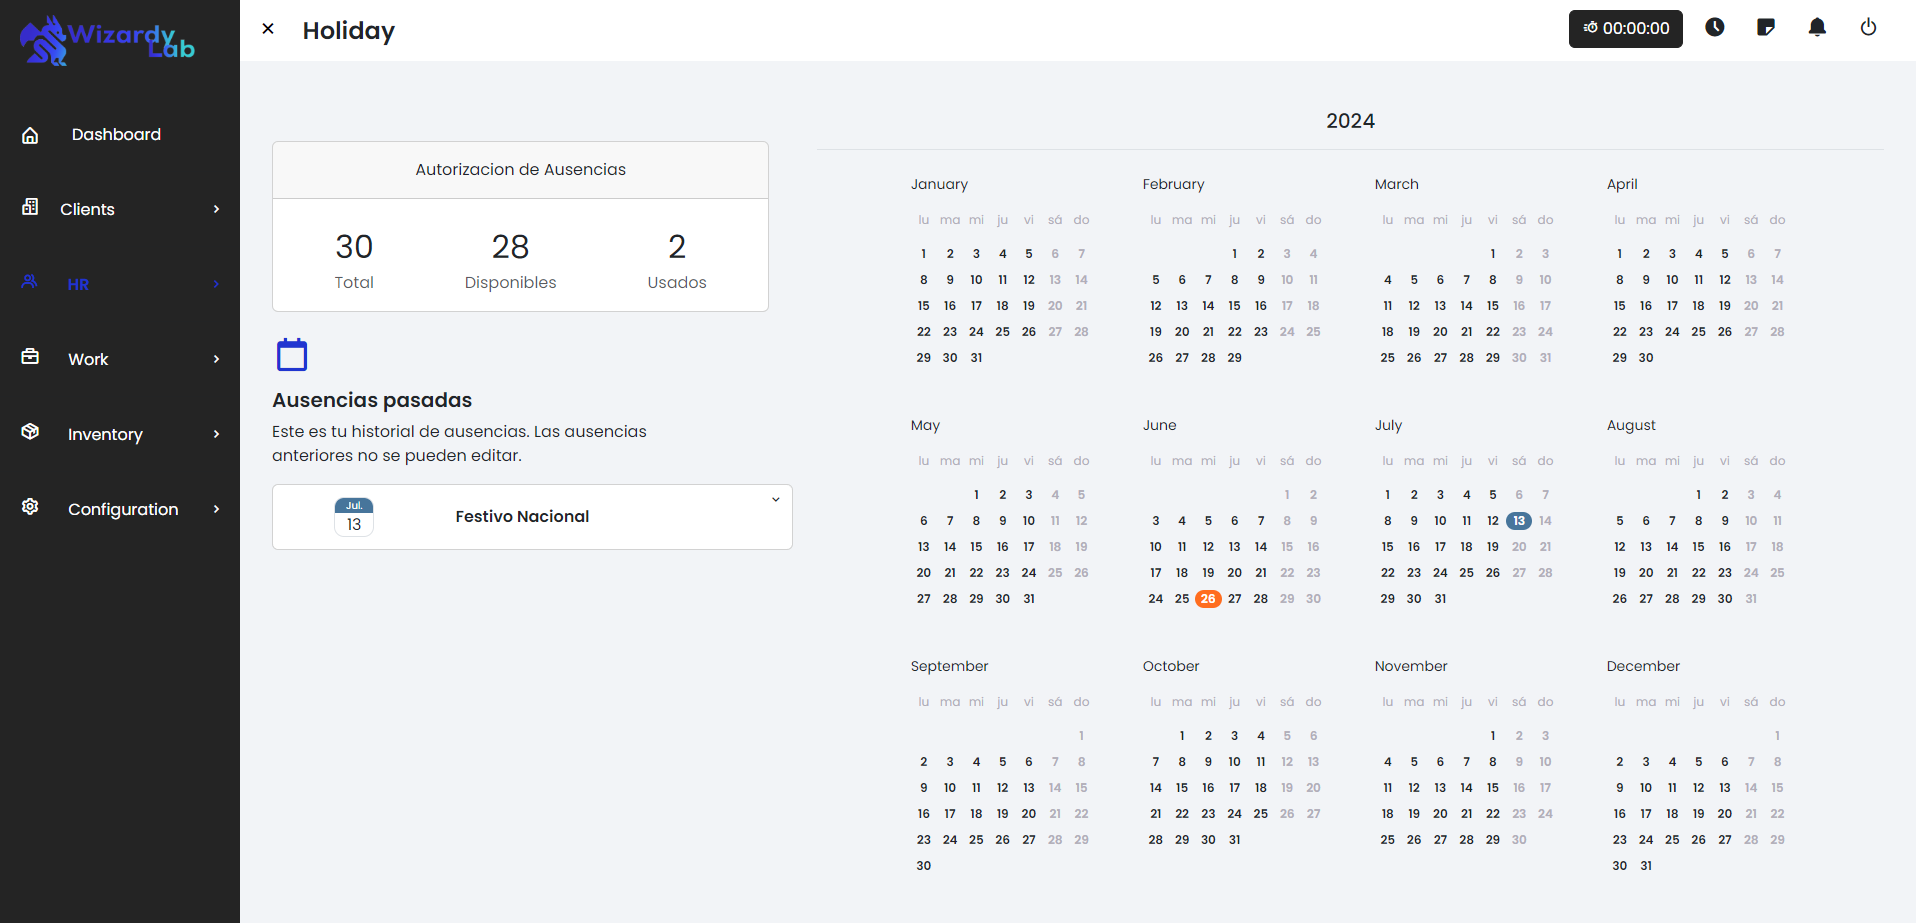 Wizardy
Lab
Holiday
00:00:00
Dashboard
Clients
HR
Work
Inventory
Configuration
Autorizacion de Ausencias
30 28 2
Total Disponibles Usados
Ausencias pasadas
Este es tu historial de ausencias. Las ausencias
anteriores no se pueden editar.
Jul.
13
Festivo Nacional
2024
January
lu ma mi ju vi sá do
1 2 3 4 5 6 7
8 9 10 11 12 13 14
15 16 17 18 19 20 21
22 23 24 25 26 27 28
29 30 31
February
lu ma mi ju vi sá do
1 2 3 4
5 6 7 8 9 10 11
12 13 14 15 16 17 18
19 20 21 22 23 24 25
26 27 28 29
March
lu ma mi ju vi sá do
1 2 3
4 5 6 7 8 9 10
11 12 13 14 15 16 17
18 19 20 21 22 23 24
25 26 27 28 29 30 31
April
lu ma mi ju vi sá do
1 2 3 4 5 6 7
8 9 10 11 12 13 14
15 16 17 18 19 20 21
22 23 24 25 26 27 28
29 30
May
lu ma mi ju vi sá do
1 2 3 4 5
6 7 8 9 10 11 12
13 14 15 16 17 18 19
20 21 22 23 24 25 26
27 28 29 30 31
June
lu ma mi ju vi sá do
1 2
3 4 5 6 7 8 9
10 11 12 13 14 15 16
17 18 19 20 21 22 23
24 25 26 27 28 29 30
July
lu ma mi ju vi sá do
1 2 3 4 5 6 7
8 9 10 11 12 13 14
15 16 17 18 19 20 21
22 23 24 25 26 27 28
29 30 31
August
lu ma mi ju vi sá do
1 2 3 4
5 6 7 8 9 10 11
12 13 14 15 16 17 18
19 20 21 22 23 24 25
26 27 28 29 30 31
September
lu ma mi ju vi sá do
1
2 3 4 5 6 7 8
9 10 11 12 13 14 15
16 17 18 19 20 21 22
23 24 25 26 27 28 29
30
October
lu ma mi ju vi sá do
1 2 3 4 5 6
7 8 9 10 11 12 13
14 15 16 17 18 19 20
21 22 23 24 25 26 27
28 29 30 31
November
lu ma mi ju vi sá do
1 2 3
4 5 6 7 8 9 10
11 12 13 14 15 16 17
18 19 20 21 22 23 24
25 26 27 28 29 30
December
lu ma mi ju vi sá do
1
2 3 4 5 6 7 8
9 10 11 12 13 14 15
16 17 18 19 20 21 22
23 24 25 26 27 28 29
30 31